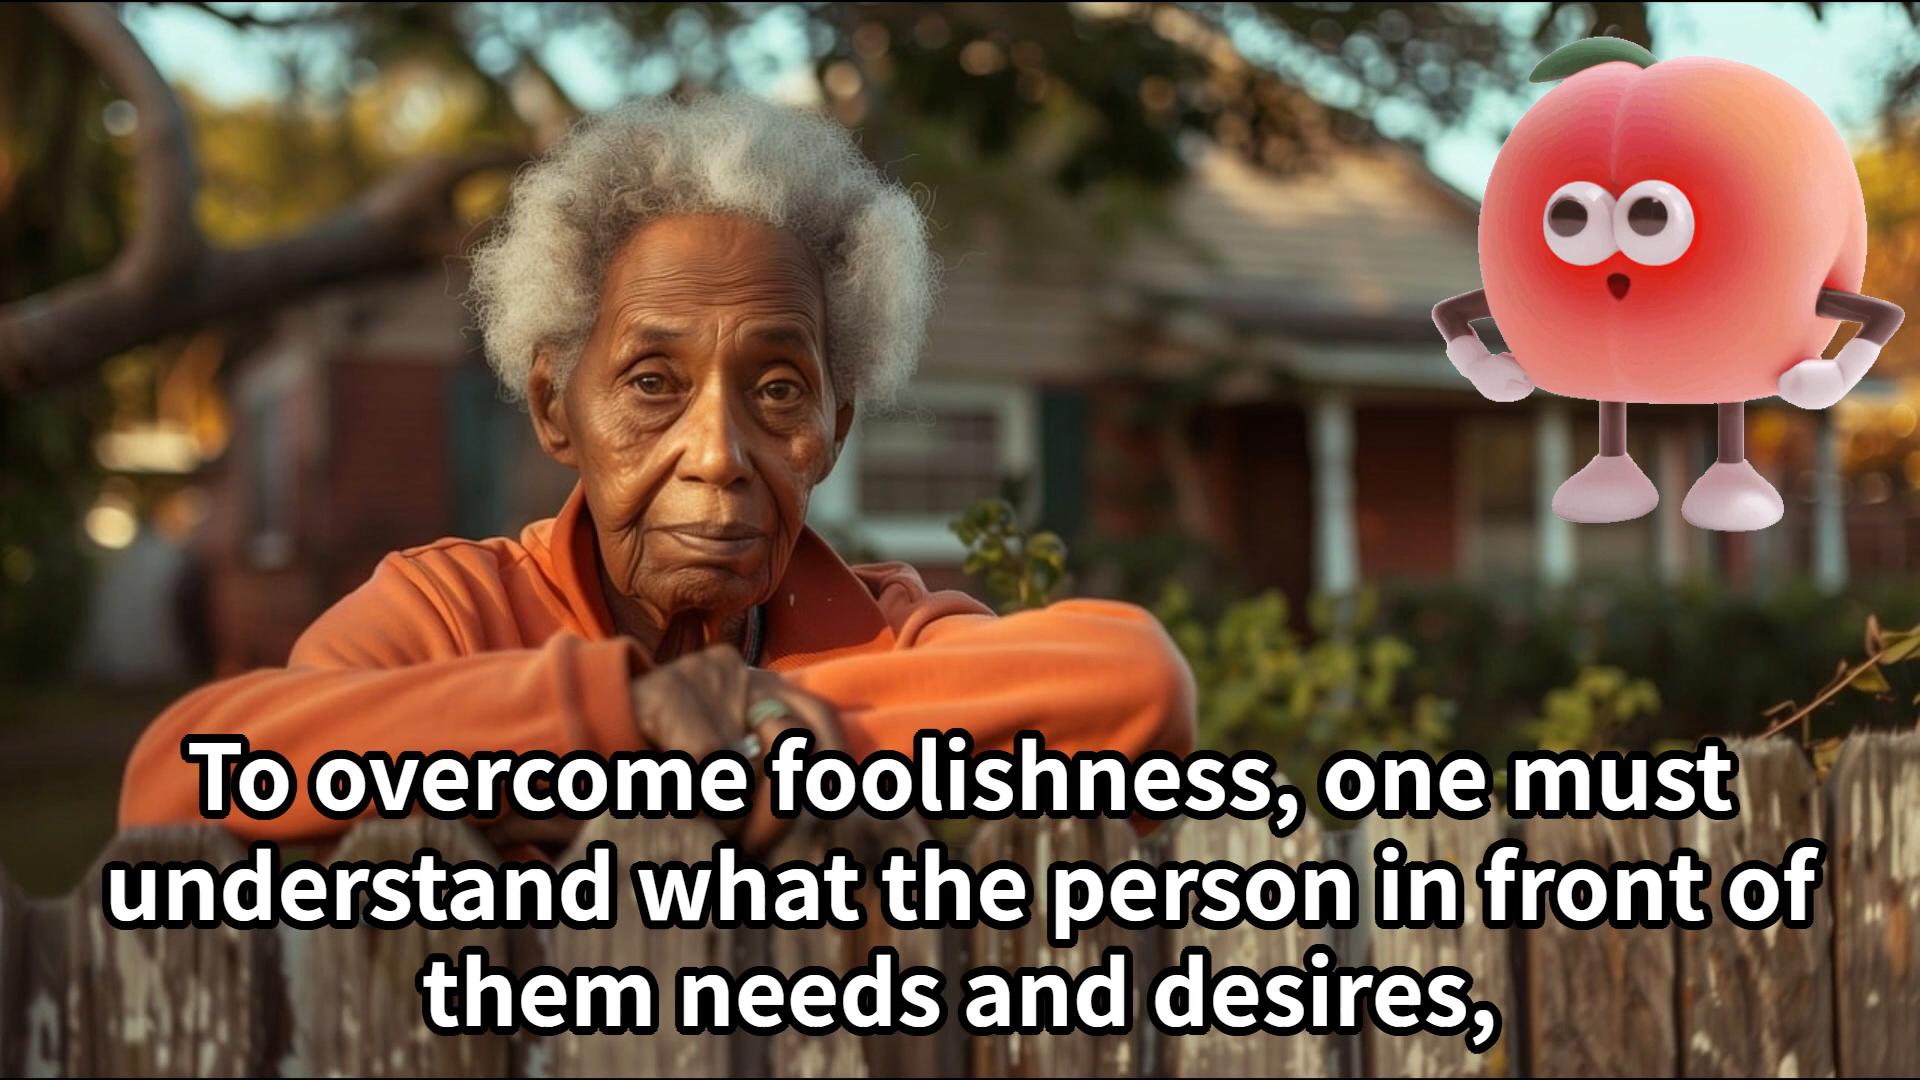 To overcome foolishness, one must
understand what the person in front of
them needs and desires,